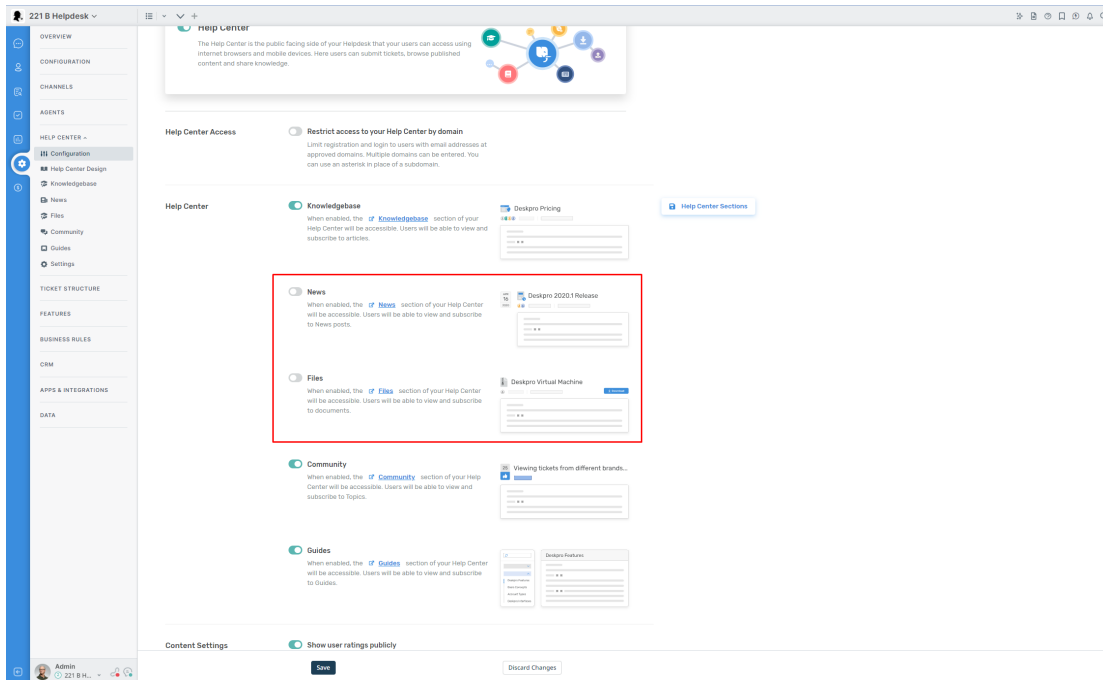 221 B Helpdesk
OVERVIEW
CONFIGURATION
CHANNELS
AGENTS
HELP CENTER
Configuration
Help Center Design
Knowledgebase
News
Files
Community
Guides
Settings
TICKET STRUCTURE
FEATURES
BUSINESS RULES
CRM
APPS & INTEGRATIONS
DATA
Admin
221 B H...
Help Center
The Help Center is the public facing side of your Helpdesk that your users can access using
internet browsers and mobile devices. Here users can submit tickets, browse published
content and share knowledge.
Help Center Access
Restrict access to your Help Center by domain
Limit registration and login to users with email addresses at
approved domains. Multiple domains can be entered. You
can use an asterisk in place of a subdomain.
Help Center
Knowledgebase
When enabled, the Knowledgebase section of your
Help Center will be accessible. Users will be able to view and
subscribe to articles.
Deskpro Pricing
Help Center Sections
News
When enabled, the News section of your Help Center
will be accessible. Users will be able to view and subscribe
to News posts.
16
Deskpro 2020.1 Release
Files
When enabled, the Files section of your Help Center
will be accessible. Users will be able to view and subscribe
to documents.
Deskpro Virtual Machine
Community
When enabled, the Community section of your Help
Center will be accessible. Users will be able to view and
subscribe to Topics
25
Viewing tickets from different brands...
Guides
When enabled, the Guides section of your Help Center
will be accessible. Users will be able to view and subscribe
to Guides.
Deskpro Features
Content Settings
Show user ratings publicly
Save
Discard Changes